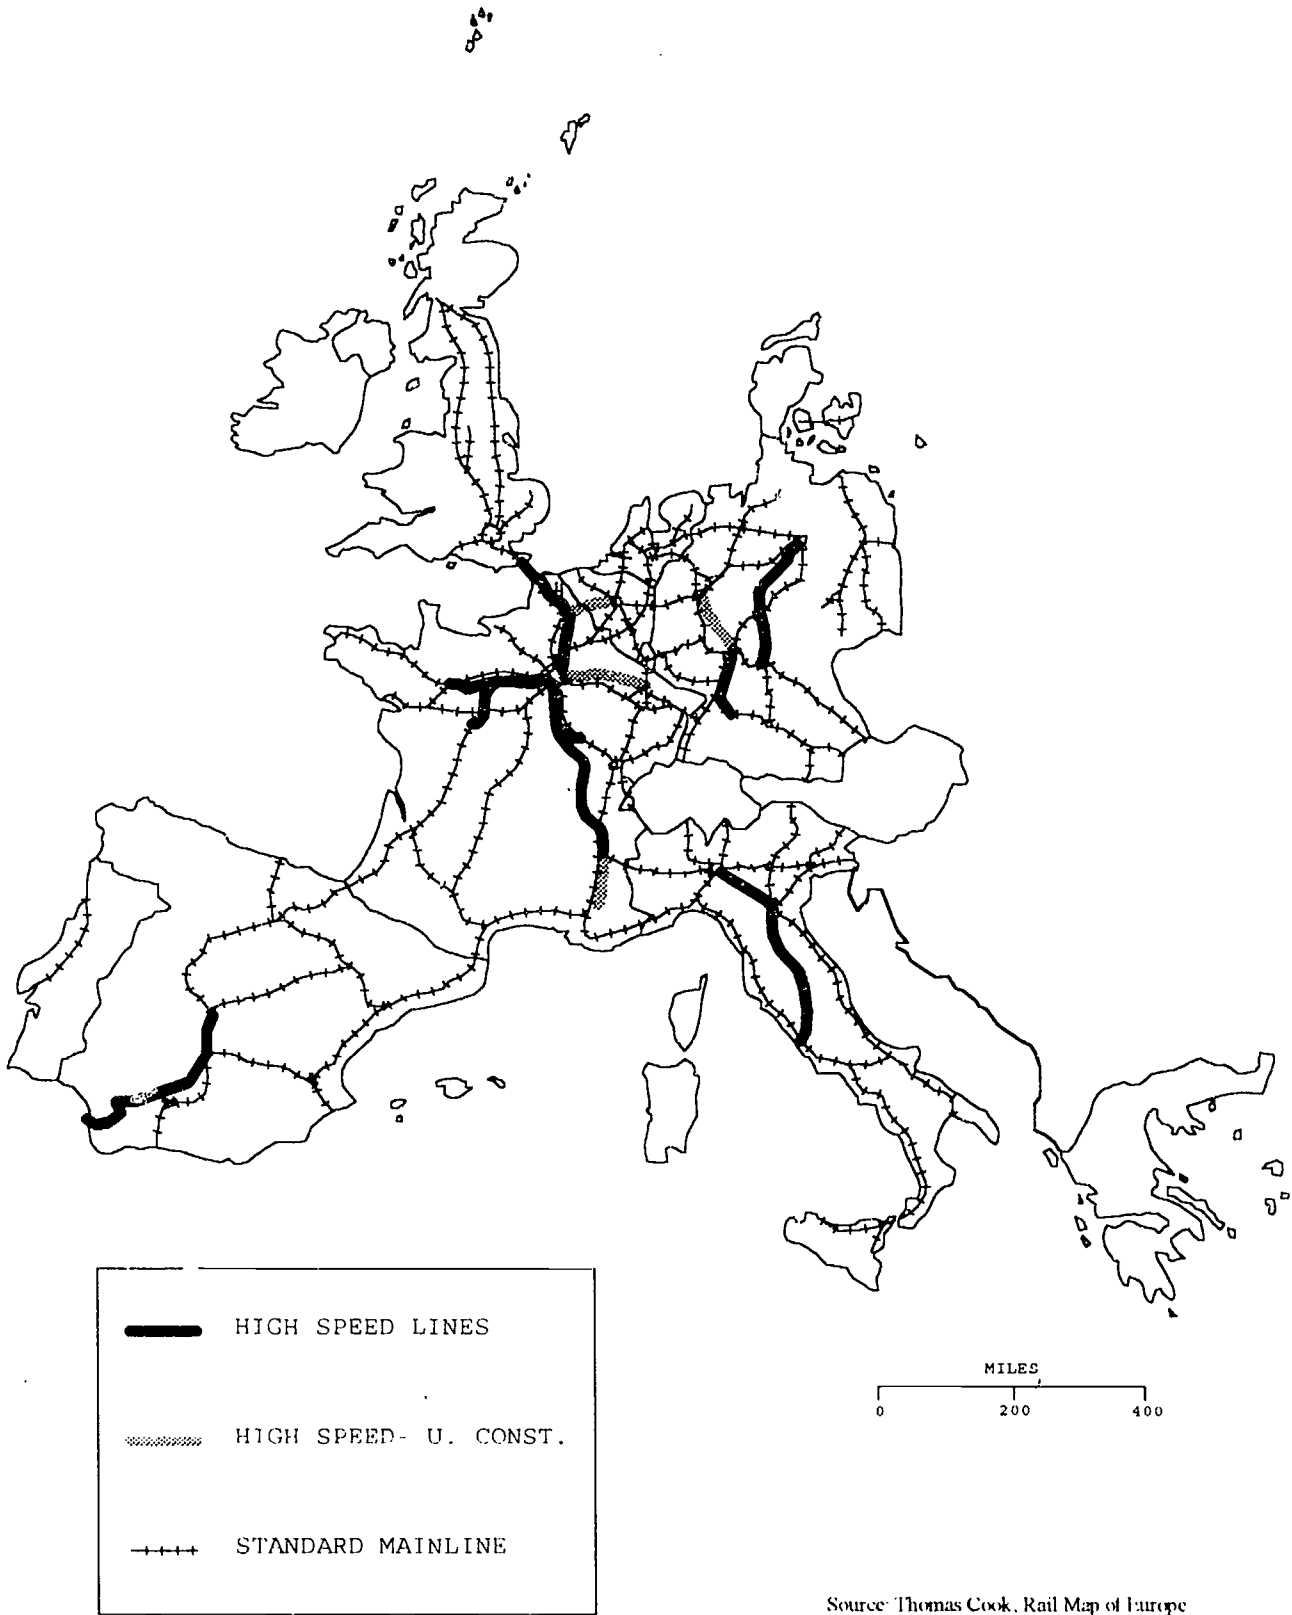 HIGH SPEED LINES
HIGH SPEED- U. CONST.
STANDARD MAINLINE
MILES
0 200 400
Source: Thomas Cook, Rail Map of Europe